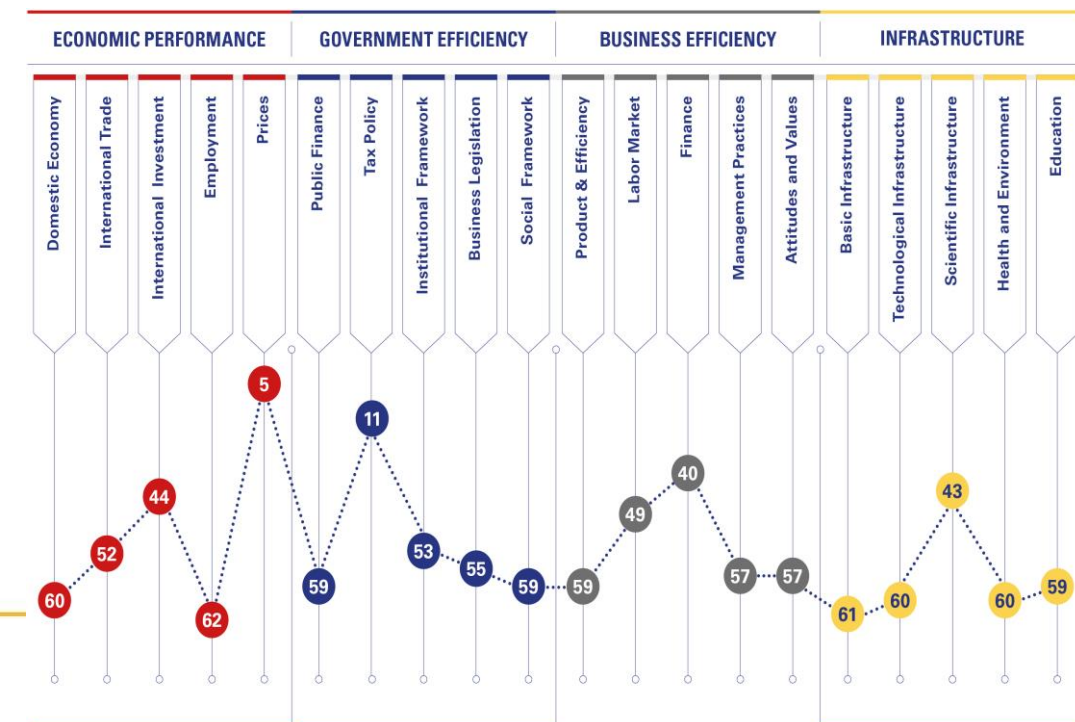 ECONOMIC PERFORMANCE
GOVERNMENT EFFICIENCY
BUSINESS EFFICIENCY
INFRASTRUCTURE
Domestic Economy
International Trade
International Investment
Employment
Prices
Public Finance
Tax Policy
Institutional Framework
Business Legislation
Social Framework
Product & Efficiency
Labor Market
Finance
Management Practices
Attitudes and Values
Basic Infrastructure
Technological Infrastructure
Scientific Infrastructure
Health and Environment
Education
60
52
44
62
5
59
11
53
55
59
59
49
40
57
57
61
60
43
60
59